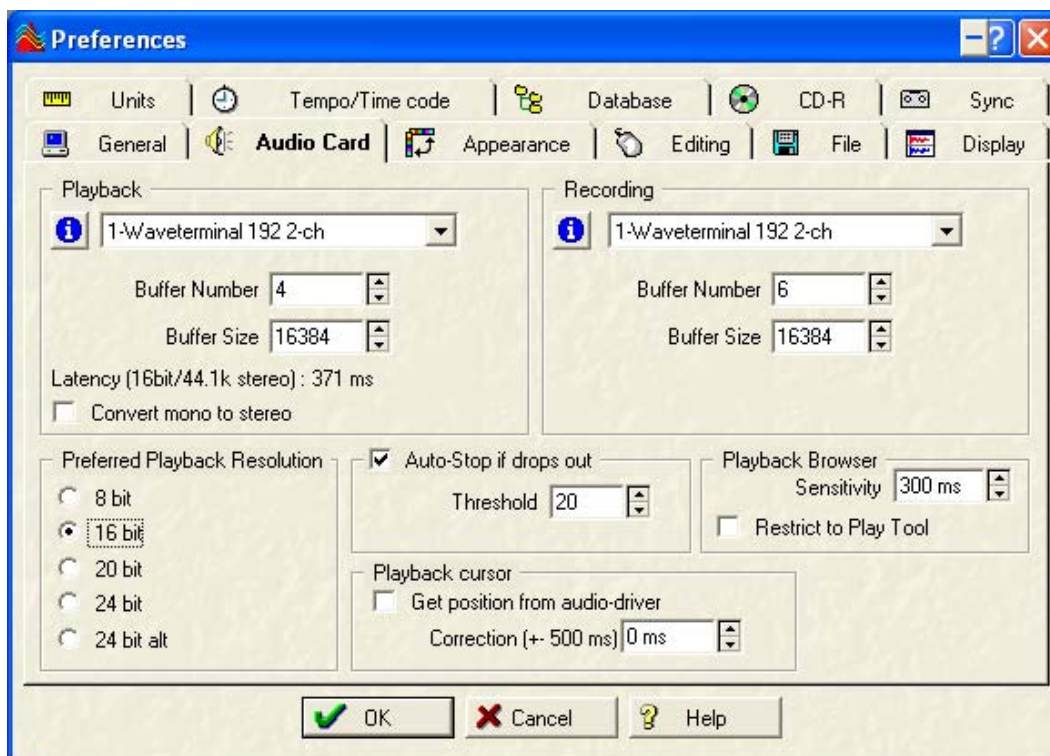 Preferences
Units
Tempo/Time code
Database
CD-R
Sync
General
Audio Card
Appearance
Editing
File
Display
Playback
1-Waveterminal 192 2-ch
Buffer Number 4
Buffer Size 16384
Latency (16bit/44.1k stereo) : 371 ms
Convert mono to stereo
Recording
1-Waveterminal 192 2-ch
Buffer Number 6
Buffer Size 16384
Preferred Playback Resolution
8 bit
16 bit
20 bit
24 bit
24 bit alt
Auto-Stop if drops out
Threshold 20
Playback Browser
Sensitivity 300 ms
Restrict to Play Tool
Playback cursor
Get position from audio-driver
Correction (+- 500 ms) 0 ms
OK
Cancel
Help